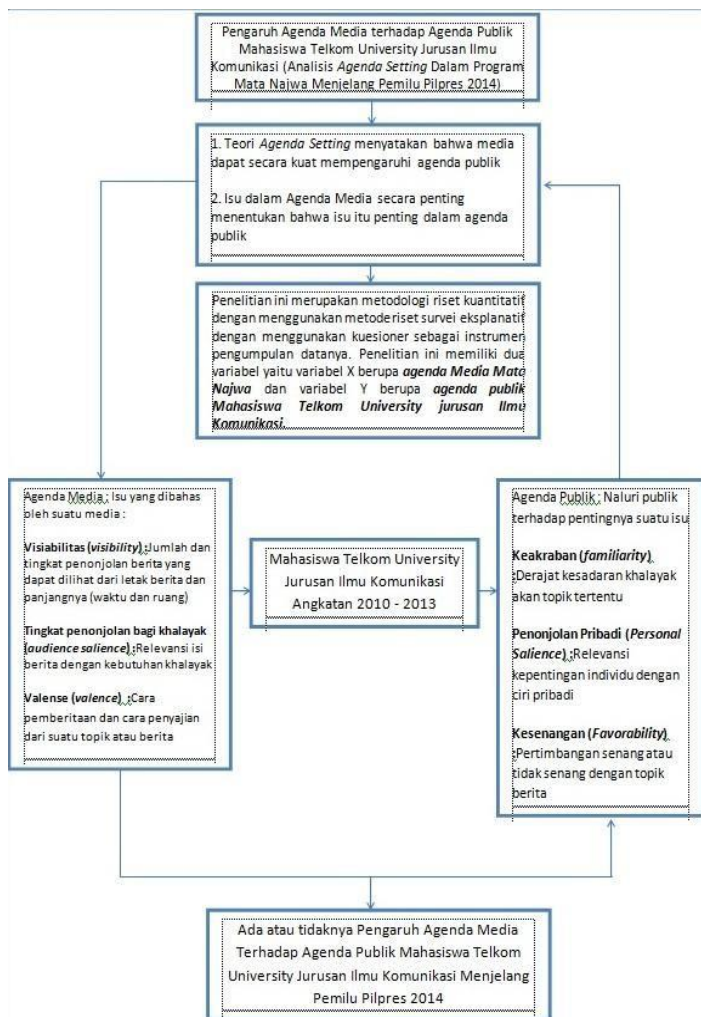 Pengaruh Agenda Media terhadap Agenda Publik
Mahasiswa Telkom University Jurusan Ilmu
Komunikasi (Analisis Agenda Setting Dalam Program
Mata Najwa Menjelang Pemilu Pilpres 2014)
1. Teori Agenda Setting menyatakan bahwa media
dapat secara kuat mempengaruhi agenda publik
2. Isu dalam Agenda Media secara penting
menentukan bahwa isu itu penting dalam agenda
publik
Penelitian ini merupakan metodologi riset kuantitatif
dengan menggunakan metoderiset survei eksplanatif
dengan menggunakan kuesioner sebagai instrumen
pengumpulan datanya. Penelitian ini memiliki dua
variabel yaitu variabel X berupa agenda Media Mata
Najwa dan variabel Y berupa agenda publik
Mahasiswa Telkom University jurusan Ilmu
Komunikasi.
Agenda Media : Isu yang dibahas
oleh suatu media :
Visiabilitas (visibility) :Jumlah dan
tingkat penonjolan berita yang
dapat dilihat dari letak berita dan
panjangnya (waktu dan ruang)
Tingkat penonjolan bagi khalayak
(audience salience) :Relevansi isi
berita dengan kebutuhan khalayak
Valense (valence) :Cara
pemberitaan dan cara penyajian
dari suatu topik atau berita
Mahasiswa Telkom University
Jurusan Ilmu Komunikasi
Angkatan 2010 - 2013
Agenda Publik : Naluri publik
terhadap pentingnya suatu isu
Keakraban (familiarity)
:Derajat kesadaran khalayak
akan topik tertentu
Penonjolan Pribadi (Personal
Salience) :Relevansi
kepentingan individu dengan
ciri pribadi
Kesenangan (Favorability)
:Pertimbangan senang atau
tidak senang dengan topik
berita
Ada atau tidaknya Pengaruh Agenda Media
Terhadap Agenda Publik Mahasiswa Telkom
University Jurusan Ilmu Komunikasi Menjelang
Pemilu Pilpres 2014